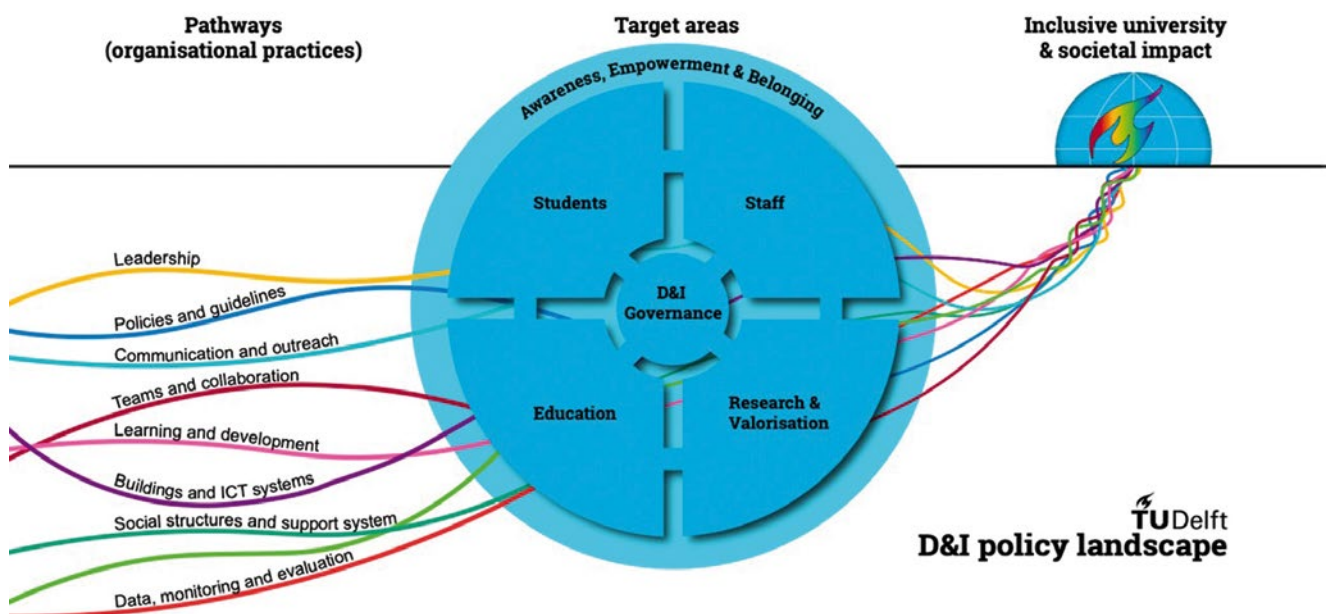 Pathways
(organisational practices)
Target areas
Inclusive university
& societal impact
Awareness, Empowerment & Belonging
Students
Staff
D&I
Governance
Education
Research &
Valorisation
Leadership
Policies and guidelines
Communication and outreach
Teams and collaboration
Learning and development
Buildings and ICT systems
Social structures and support system
Data, monitoring and evaluation
TUDelft
D&I policy landscape